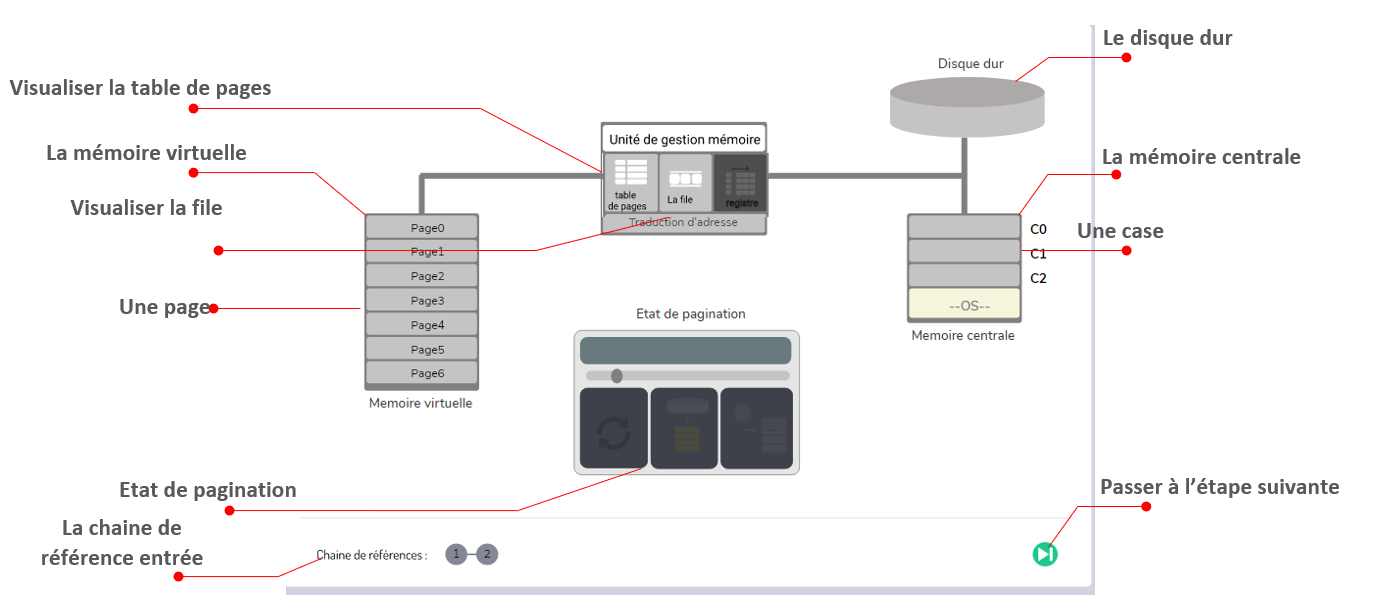 Le disque dur
Disque dur
Visualiser la table de pages
Unité de gestion mémoire
La mémoire virtuelle
La mémoire centrale
table
de pages
La file
registre
Visualiser la file
Traduction d'adresse
Page0
Page1
Page2
Page3
Page4
Page5
Page6
Memoire virtuelle
C0
Une case
C1
C2
--OS--
Memoire centrale
Une page
Etat de pagination
Etat de pagination
Passer à l’étape suivante
La chaine de
référence entrée
Chaine de références :
1
2